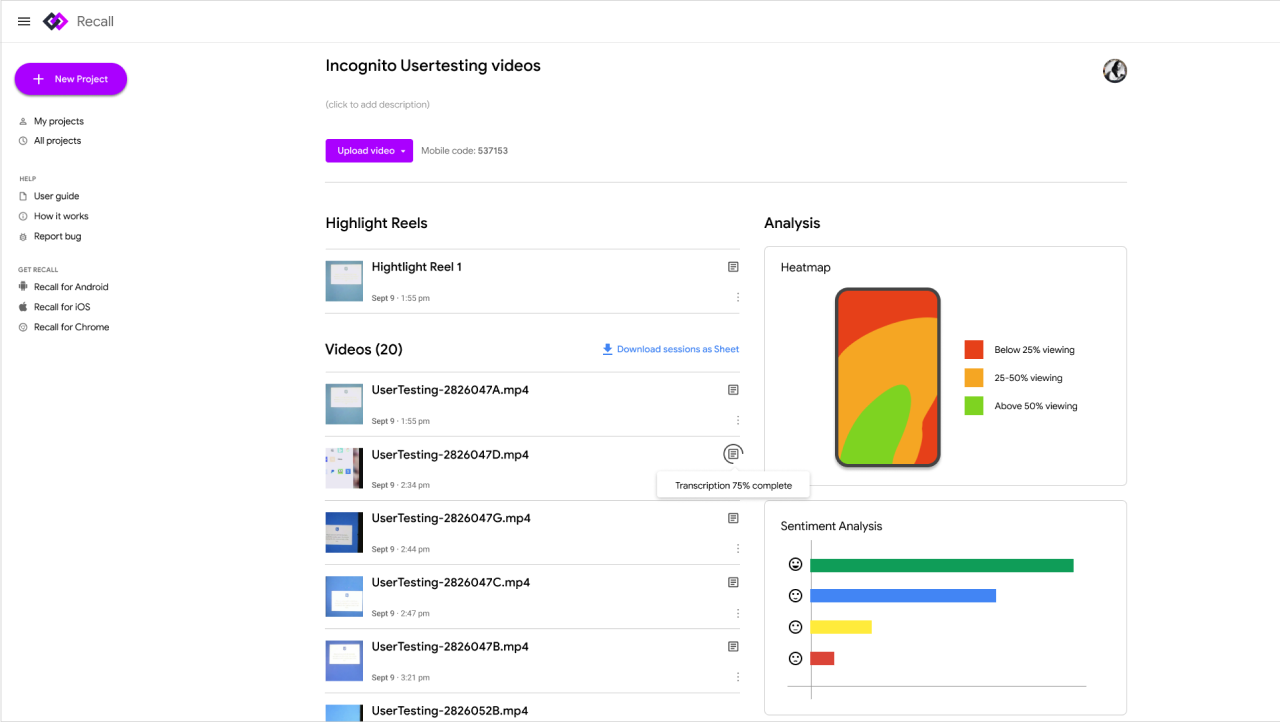 Recall
New Project
My projects
All projects
HELP
User guide
How it works
Report bug
GET RECALL
Recall for Android
Recall for iOS
Recall for Chrome
Incognito Usertesting videos
(click to add description)
Upload video
Mobile code: 537153
Highlight Reels
Hightlight Reel 1
Sept 9 · 1:55 pm
Videos (20)
Download sessions as Sheet
UserTesting-2826047A.mp4
Sept 9 · 1:55 pm
UserTesting-2826047D.mp4
Sept 9 · 2:34 pm
Transcription 75% complete
UserTesting-2826047G.mp4
Sept 9 · 2:44 pm
UserTesting-2826047C.mp4
Sept 9 · 2:47 pm
UserTesting-2826047B.mp4
Sept 9 · 3:21 pm
UserTesting-2826052B.mp4
Analysis
Heatmap
Below 25% viewing
25-50% viewing
Above 50% viewing
Sentiment Analysis